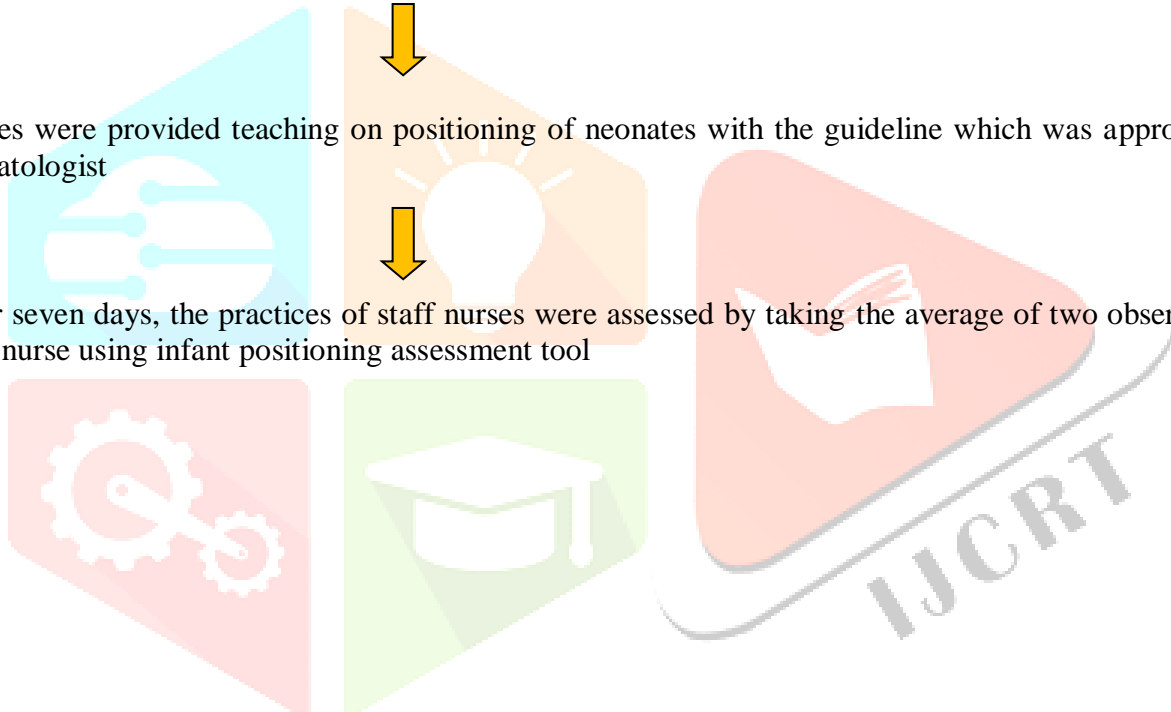 es were provided teaching on positioning of neonates with the guideline which was appro
atologist
r seven days, the practices of staff nurses were assessed by taking the average of two obser
nurse using infant positioning assessment tool
IJCRT